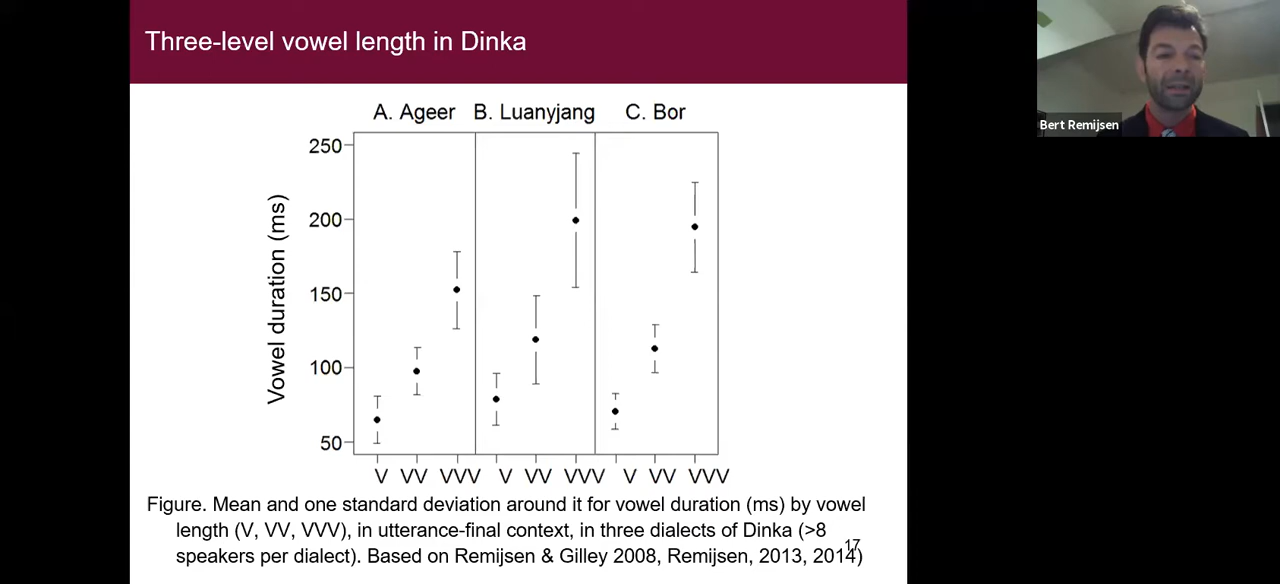 Three-level vowel length in Dinka
A. Ageer B. Luanyjang C. Bor
250
200
150
100
50
Vowel duration (ms)
V VV VVV V VV VVV V VV VVV
Figure. Mean and one standard deviation around it for vowel duration (ms) by vowel
length (V, VV, VVV), in utterance-final context, in three dialects of Dinka (>8
speakers per dialect). Based on Remijsen & Gilley 2008, Remijsen, 2013, 2014)
17
Bert Remijsen